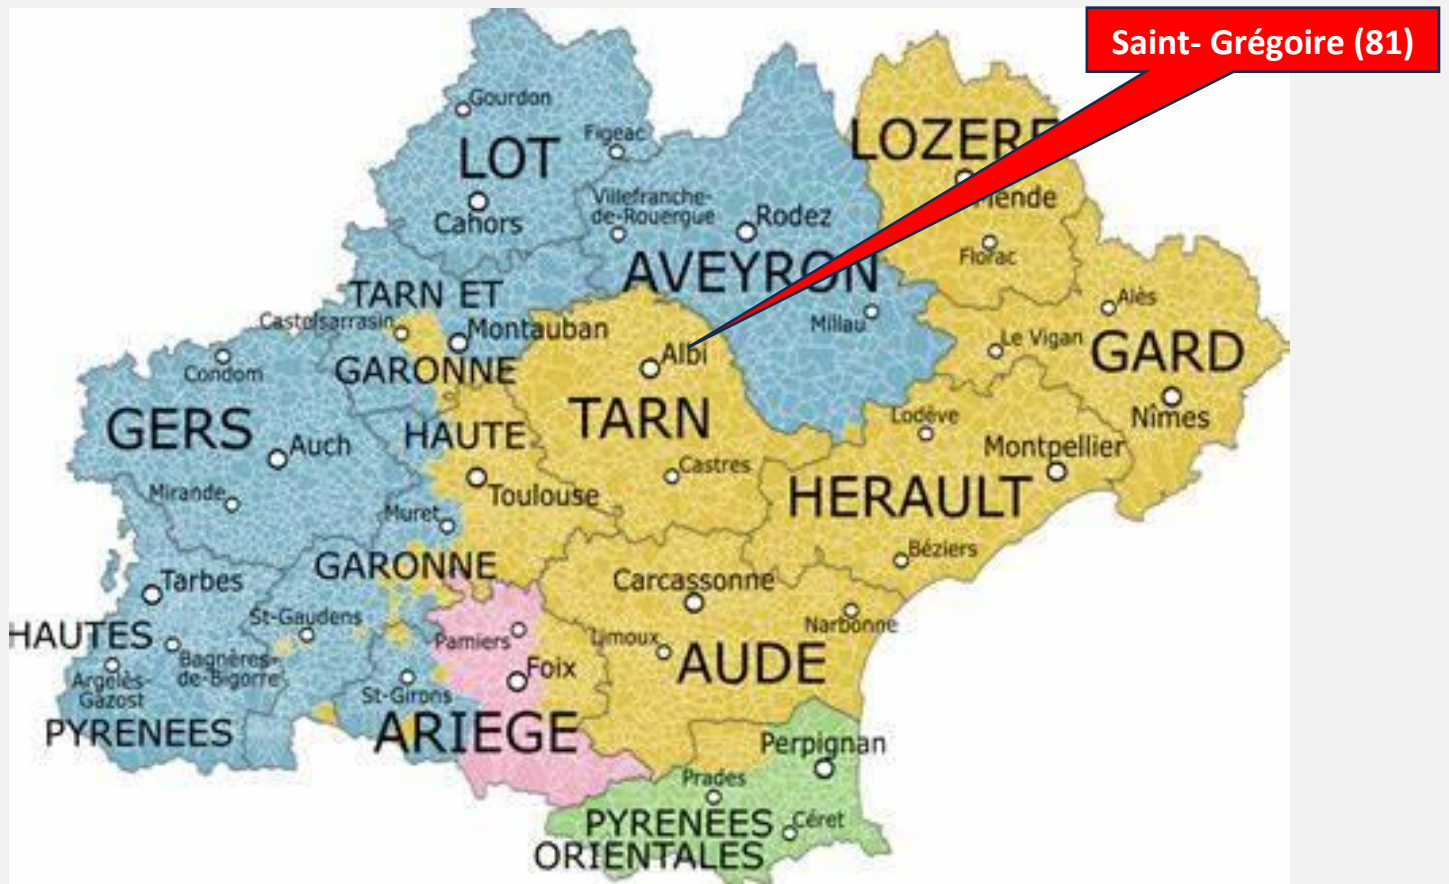 Saint- Grégoire (81)
Gourdon
LOT
Figeac
Cahors
Villefranche-
de-Rouergue
Rodez
AVEYRON
Millau
LOZERE
Mende
Florac
TARN ET
GARONNE
Castelsarrasin
Montauban
Albi
TARN
Castres
Alès
Le Vigan
GARD
Nîmes
Condom
GERS
Auch
Mirande
HAUTE
Toulouse
Muret
GARONNE
St-Gaudens
Lodève
Montpellier
HERAULT
Béziers
Tarbes
HAUTES
Bagnères-
de-Bigorre
Argelès-
Gazost
PYRENEES
Pamiers
Foix
St-Girons
ARIEGE
Carcassonne
Limoux
Narbonne
AUDE
Perpignan
Prades
Céret
PYRENEES
ORIENTALES